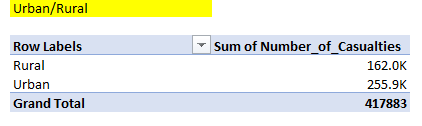 Urban/Rural
Row Labels Sum of Number_of_Casualties
Rural 162.0K
Urban 255.9K
Grand Total 417883